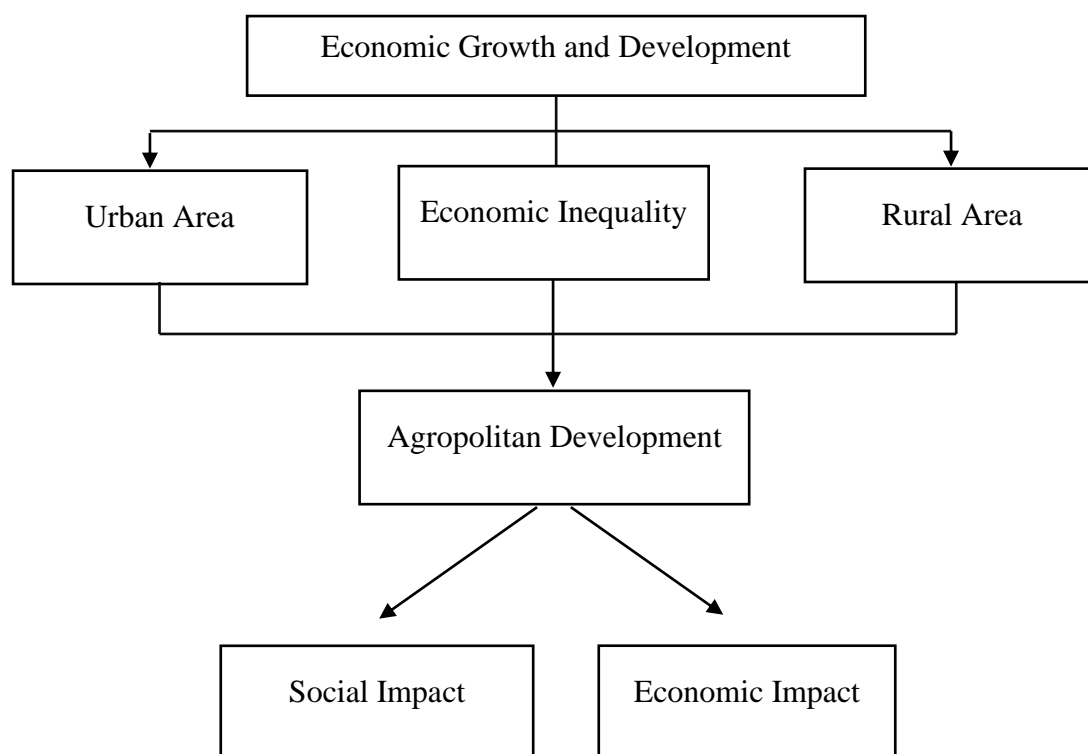 Economic Growth and Development
Urban Area
Economic Inequality
Rural Area
Agropolitan Development
Social Impact
Economic Impact